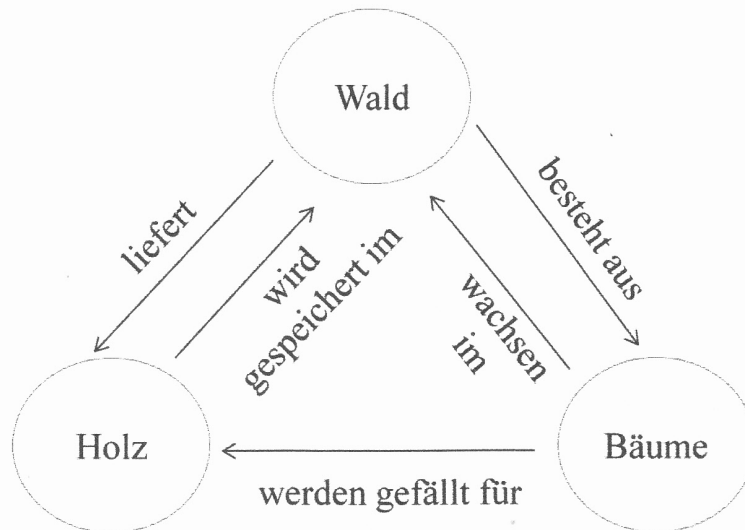 Wald
liefert
wird
gespeichert im
besteht aus
wachsen
im
Holz
Bäume
werden gefällt für